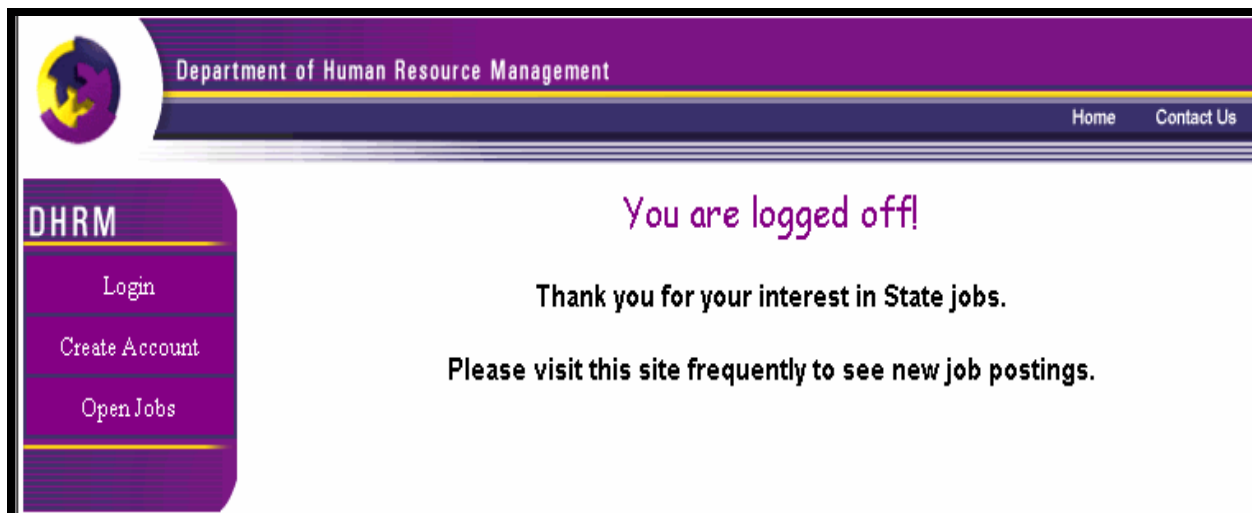 Department of Human Resource Management
Home Contact Us
DHRM
Login
Create Account
Open Jobs
You are logged off!
Thank you for your interest in State jobs.
Please visit this site frequently to see new job postings.